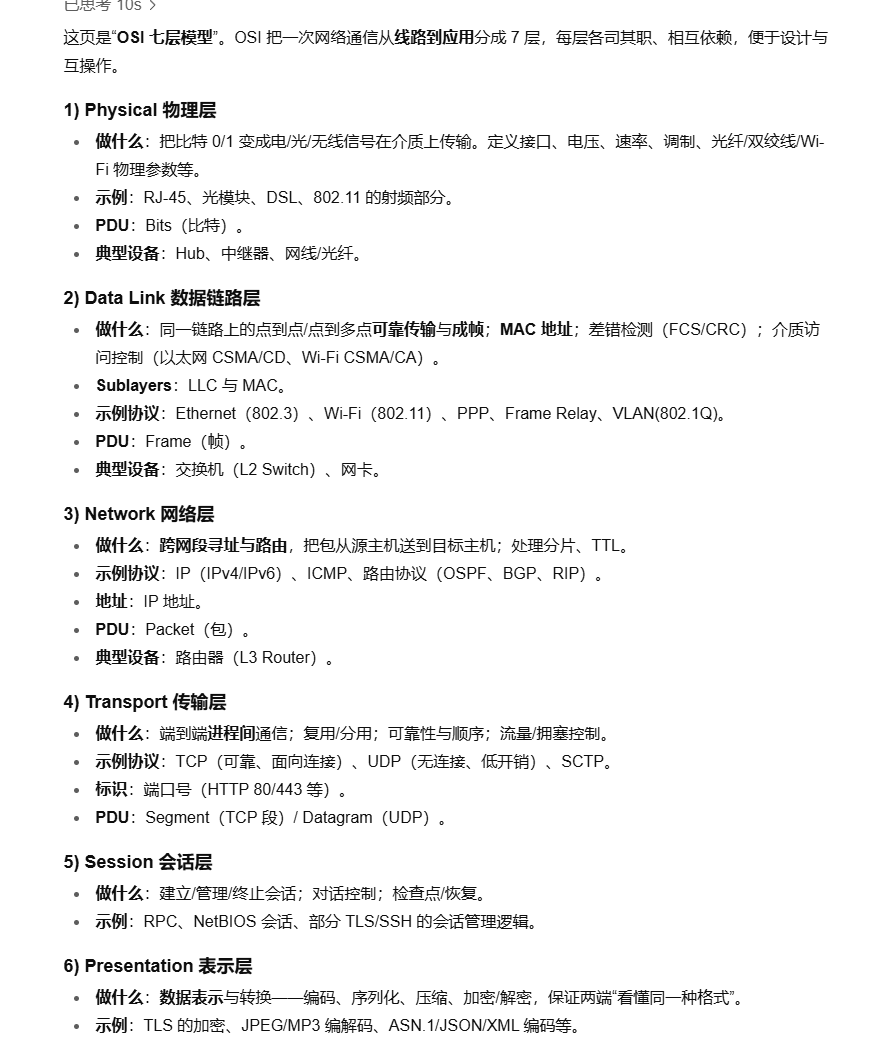 已思考 10s >
这页是“OSI 七层模型”。OSI 把一次网络通信从线路到应用分成 7 层，每层各司其职、相互依赖，便于设计与
互操作。
1) Physical 物理层
• 做什么：把比特 0/1 变成电/光/无线信号在介质上传输。定义接口、电压、速率、调制、光纤/双绞线/Wi-
Fi 物理参数等。
• 示例：RJ-45、光模块、DSL、802.11 的射频部分。
• PDU：Bits（比特）。
• 典型设备：Hub、中继器、网线/光纤。
2) Data Link 数据链路层
• 做什么：同一链路上的点到点/点到多点可靠传输与成帧；MAC 地址；差错检测（FCS/CRC）；介质访
问控制（以太网 CSMA/CD、Wi-Fi CSMA/CA）。
• Sublayers：LLC 与 MAC。
• 示例协议：Ethernet（802.3）、Wi-Fi（802.11）、PPP、Frame Relay、VLAN(802.1Q)。
• PDU：Frame（帧）。
• 典型设备：交换机（L2 Switch）、网卡。
3) Network 网络层
• 做什么：跨网段寻址与路由，把包从源主机送到目标主机；处理分片、TTL。
• 示例协议：IP（IPv4/IPv6）、ICMP、路由协议（OSPF、BGP、RIP）。
• 地址：IP 地址。
• PDU：Packet（包）。
• 典型设备：路由器（L3 Router）。
4) Transport 传输层
• 做什么：端到端进程间通信；复用/分用；可靠性与顺序；流量/拥塞控制。
• 示例协议：TCP（可靠、面向连接）、UDP（无连接、低开销）、SCTP。
• 标识：端口号（HTTP 80/443 等）。
• PDU：Segment（TCP 段）/ Datagram（UDP）。
5) Session 会话层
• 做什么：建立/管理/终止会话；对话控制；检查点/恢复。
• 示例：RPC、NetBIOS 会话、部分 TLS/SSH 的会话管理逻辑。
6) Presentation 表示层
• 做什么：数据表示与转换——编码、序列化、压缩、加密/解密，保证两端“看懂同一种格式”。
• 示例：TLS 的加密、JPEG/MP3 编解码、ASN.1/JSON/XML 编码等。